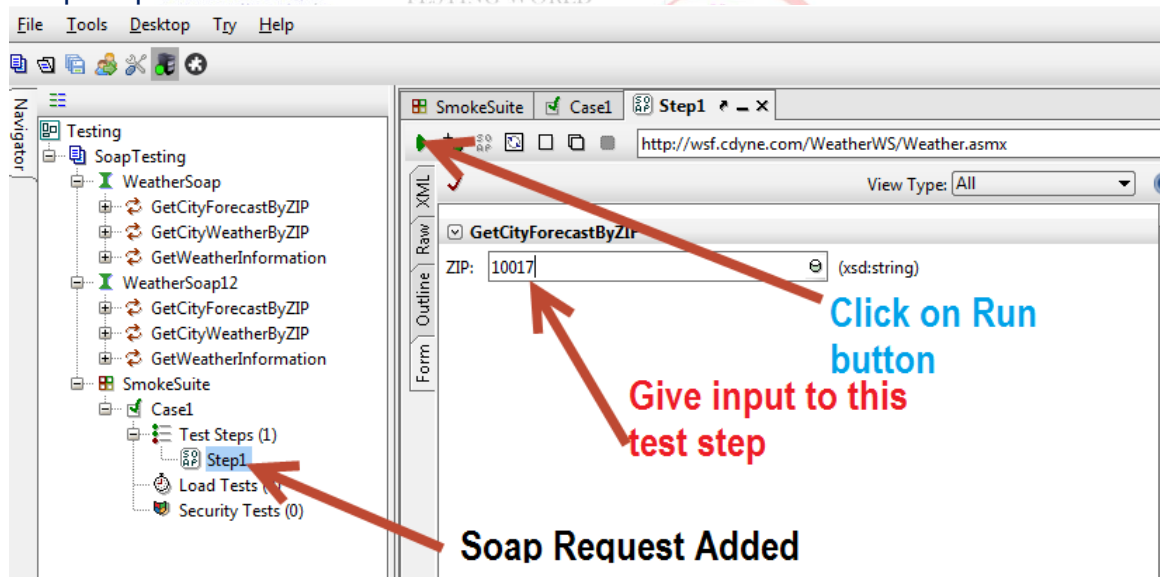 TESTING WORLD
File Tools Desktop Try Help
Navigator
Testing
SoapTesting
WeatherSoap
GetCityForecastByZIP
GetCityWeatherByZIP
GetWeatherInformation
WeatherSoap12
GetCityForecastByZIP
GetCityWeatherByZIP
GetWeatherInformation
SmokeSuite
Case1
Test Steps (1)
Step1
Load Tests
Security Tests (0)
SmokeSuite Case1 Step1
http://wsf.cdyne.com/WeatherWS/Weather.asmx
View Type: All
XML
Raw
Outline
Form
GetCityForecastByZIP
ZIP: 10017 (xsd:string)
Click on Run
button
Give input to this
test step
Soap Request Added